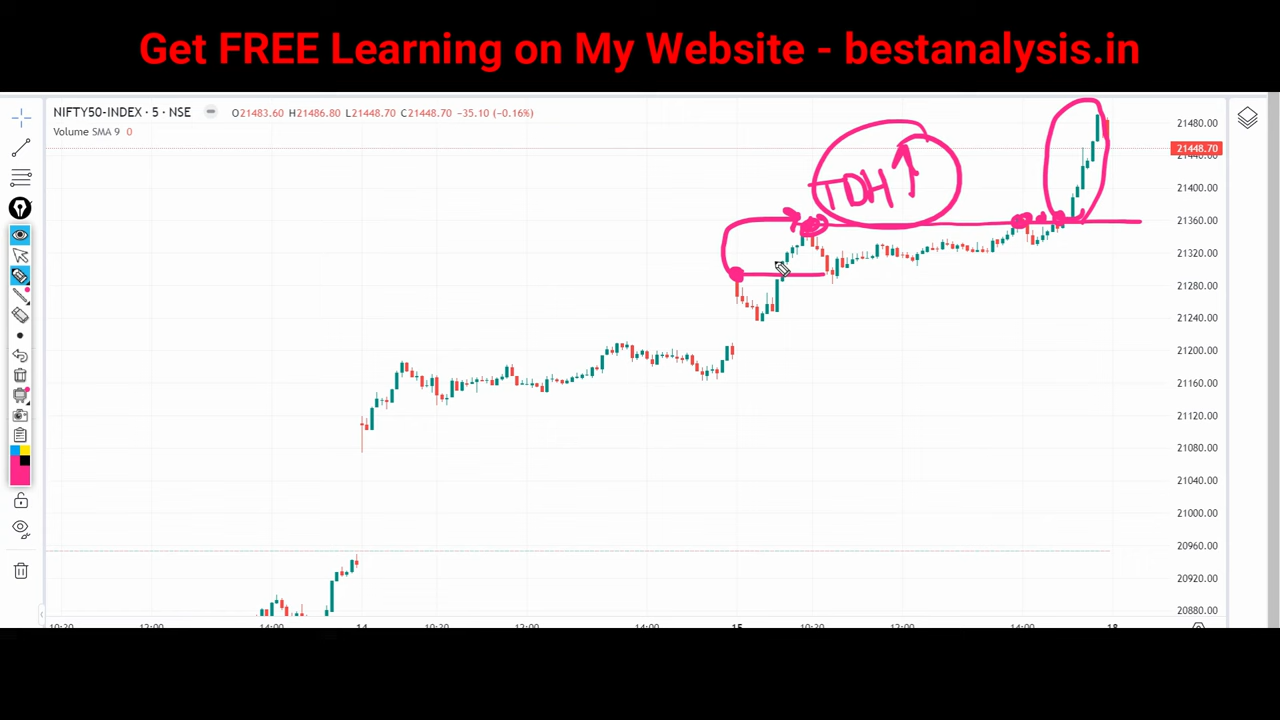 Get FREE Learning on My Website - bestanalysis.in
NIFTY50-INDEX · 5 · NSE
O21483.60 H21486.80 L21448.70 C21448.70 -35.10 (-0.16%)
Volume SMA 9 0
TDH
21480.00
21448.70
21440.00
21400.00
21360.00
21320.00
21280.00
21240.00
21200.00
21160.00
21120.00
21080.00
21040.00
21000.00
20960.00
20920.00
20880.00
10:30 12:00 14:00 14 10:30 12:00 14:00 15 10:30 12:00 14:00 18